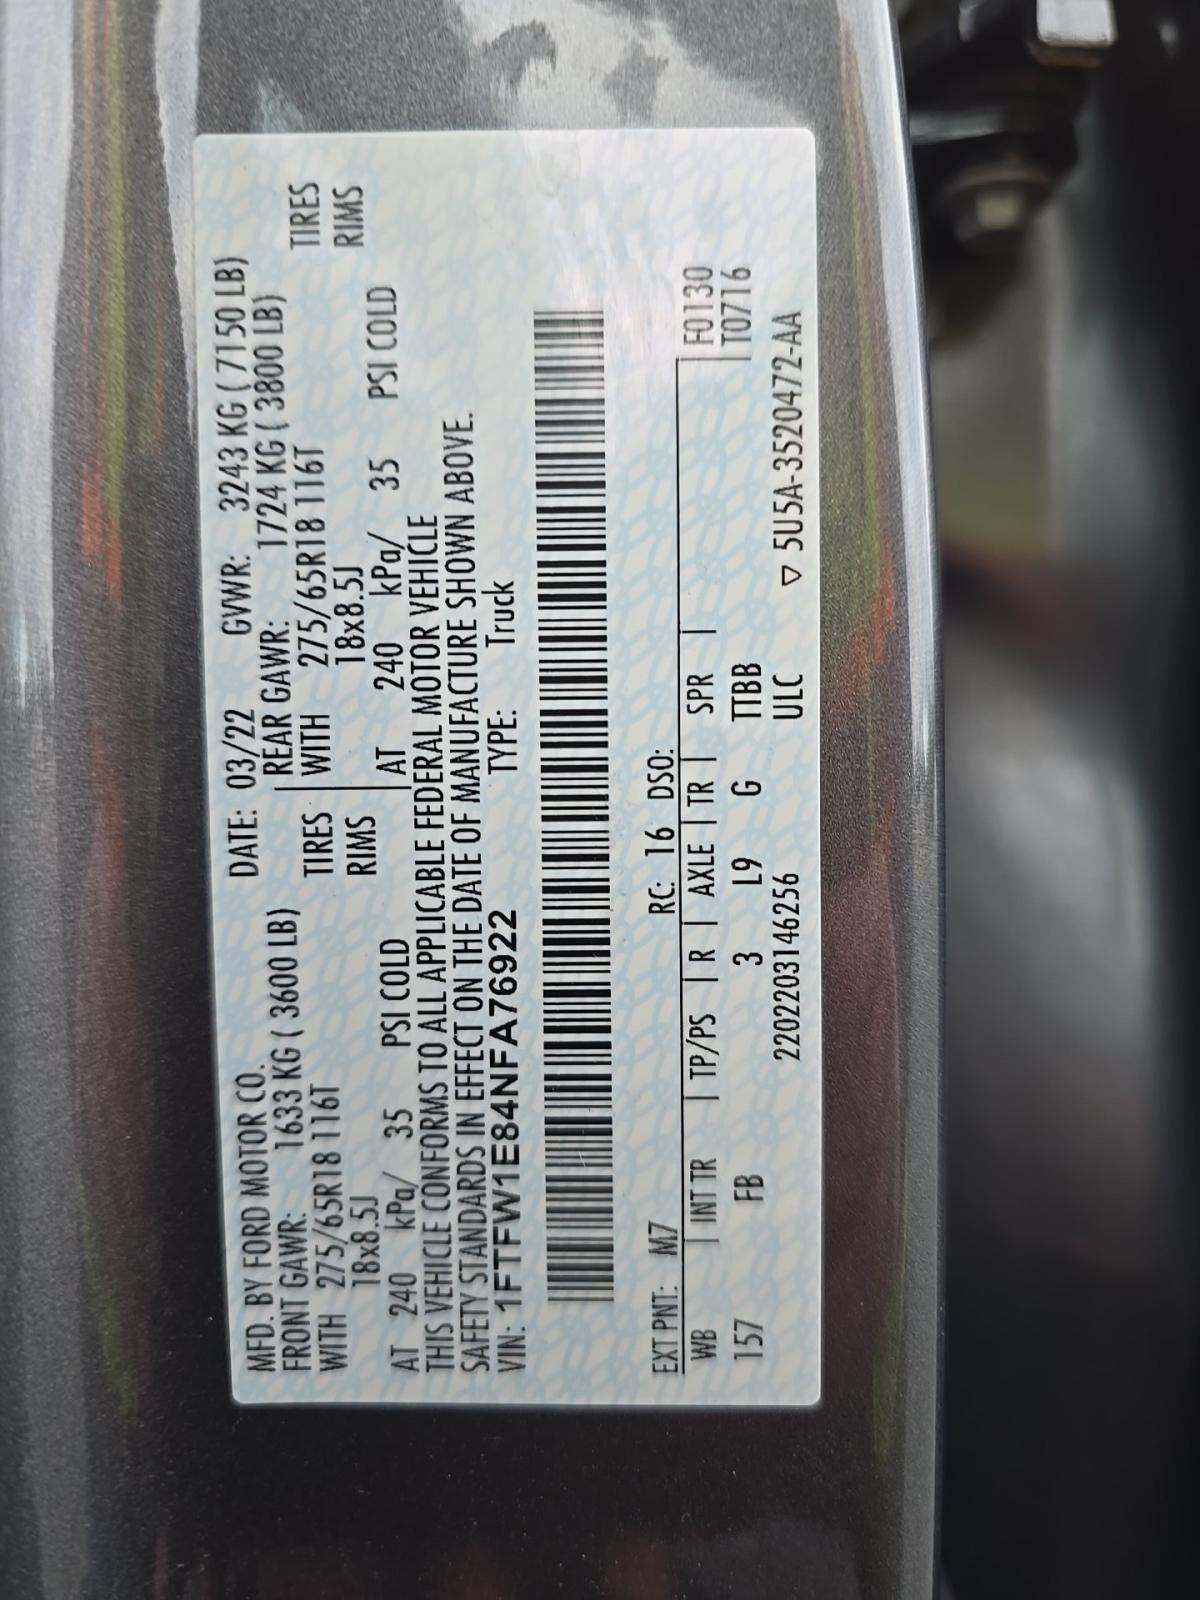 MFD. BY FORD MOTOR CO. DATE: 03/22 GVWR: 3243 KG ( 7150 LB)
FRONT GAWR: 1633 KG ( 3600 LB) REAR GAWR: 1724 KG ( 3800 LB)
WITH 275/65R18 116T TIRES WITH 275/65R18 116T TIRES
18x8.5J RIMS 18x8.5J RIMS
AT 240 kPa/ 35 PSI COLD AT 240 kPa/ 35 PSI COLD
THIS VEHICLE CONFORMS TO ALL APPLICABLE FEDERAL MOTOR VEHICLE
SAFETY STANDARDS IN EFFECT ON THE DATE OF MANUFACTURE SHOWN ABOVE.
VIN: 1FTFW1E84NFA76922 TYPE: Truck
EXT PNT: M7 RC: 16 DSO:
WB | INT TR | TP/PS | R | AXLE | TR | SPR | F0130
157 FB 3 L9 G TTBB T0716
220220314625​6 ULC ▽ 5U5A-3520472-AA